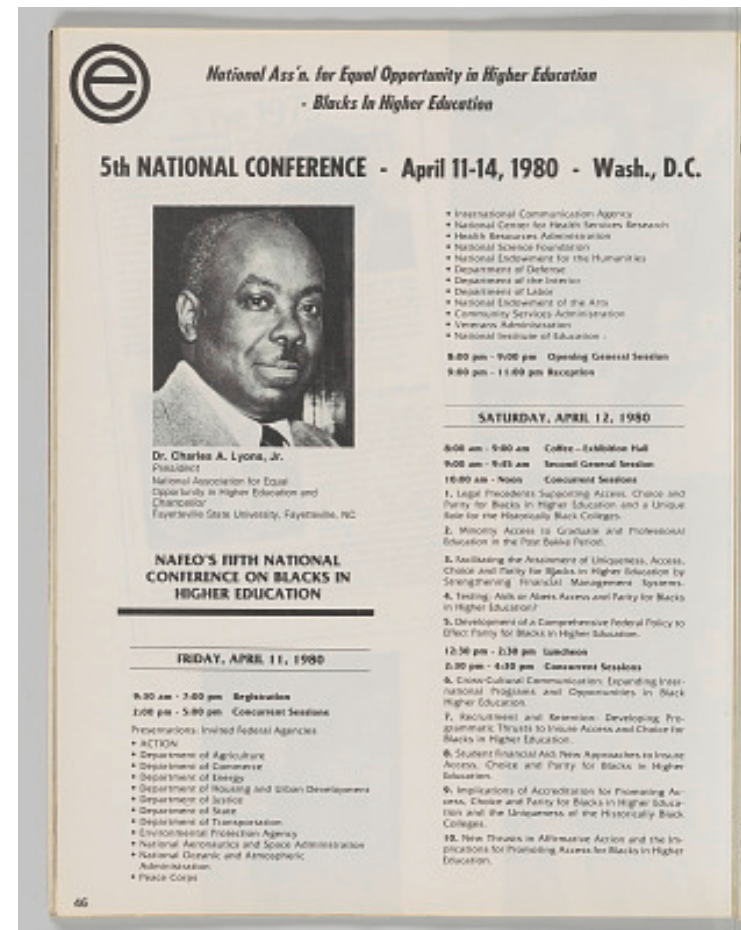 e
National Ass'n. for Equal Opportunity in Higher Education
- Blacks In Higher Education
5th NATIONAL CONFERENCE - April 11-14, 1980 - Wash., D.C.
Dr. Charles A. Lyons, Jr.
President
National Association for Equal
Opportunity in Higher Education and
Chancellor
Fayetteville State University, Fayetteville, NC
NAFEO'S FIFTH NATIONAL
CONFERENCE ON BLACKS IN
HIGHER EDUCATION
FRIDAY, APRIL 11, 1980
9:30 am - 7:00 pm Registration
2:00 pm - 5:00 pm Concurrent Sessions
Presentations: Invited Federal Agencies
• ACTION
• Department of Agriculture
• Department of Commerce
• Department of Energy
• Department of Housing and Urban Development
• Department of Justice
• Department of State
• Department of Transportation
• Environmental Protection Agency
• National Aeronautics and Space Administration
• National Oceanic and Atmospheric
Administration
• Peace Corps
• International Communication Agency
• National Center for Health Services Research
• Health Resources Administration
• National Science Foundation
• National Endowment for the Humanities
• Department of Defense
• Department of the Interior
• Department of Labor
• National Endowment of the Arts
• Community Services Administration
• Veterans Administration
• National Institute of Education
8:00 pm - 9:00 pm Opening General Session
9:00 pm - 11:00 pm Reception
SATURDAY, APRIL 12, 1980
8:00 am - 9:00 am Coffee - Exhibition Hall
9:00 am - 9:45 am Second General Session
10:00 am - Noon Concurrent Sessions
1. Legal Precedents Supporting Access, Choice and
Parity for Blacks in Higher Education and a Unique
Role for the Historically Black Colleges.
2. Minority Access to Graduate and Professional
Education in the Post Bakke Period.
3. Facilitating the Attainment of Uniqueness, Access,
Choice and Parity for Blacks in Higher Education by
Strengthening Financial Management Systems.
4. Testing: Aids or Abets Access and Parity for Blacks
in Higher Education?
5. Development of a Comprehensive Federal Policy to
Effect Parity for Blacks in Higher Education.
12:30 pm - 2:30 pm Luncheon
2:30 pm - 4:30 pm Concurrent Sessions
6. Cross-Cultural Communication: Expanding Inter-
national Programs and Opportunities in Black
Higher Education.
7. Recruitment and Retention: Developing Pro-
grammatic Thrusts to Insure Access and Choice for
Blacks in Higher Education.
8. Student Financial Aid: New Approaches to Insure
Access, Choice and Parity for Blacks in Higher
Education.
9. Implications of Accreditation for Promoting Ac-
cess, Choice and Parity for Blacks in Higher Educa-
tion and the Uniqueness of the Historically Black
Colleges.
10. New Thrusts in Affirmative Action and the Im-
plications for Promoting Access for Blacks in Higher
Education.
46